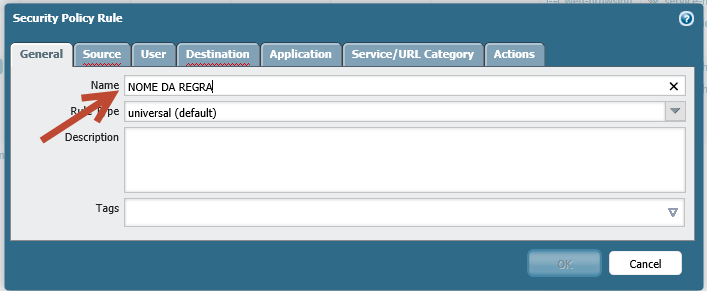 Security Policy Rule
General Source User Destination Application Service/URL Category Actions
Name NOME DA REGRA
Rule Type universal (default)
Description
Tags
OK Cancel